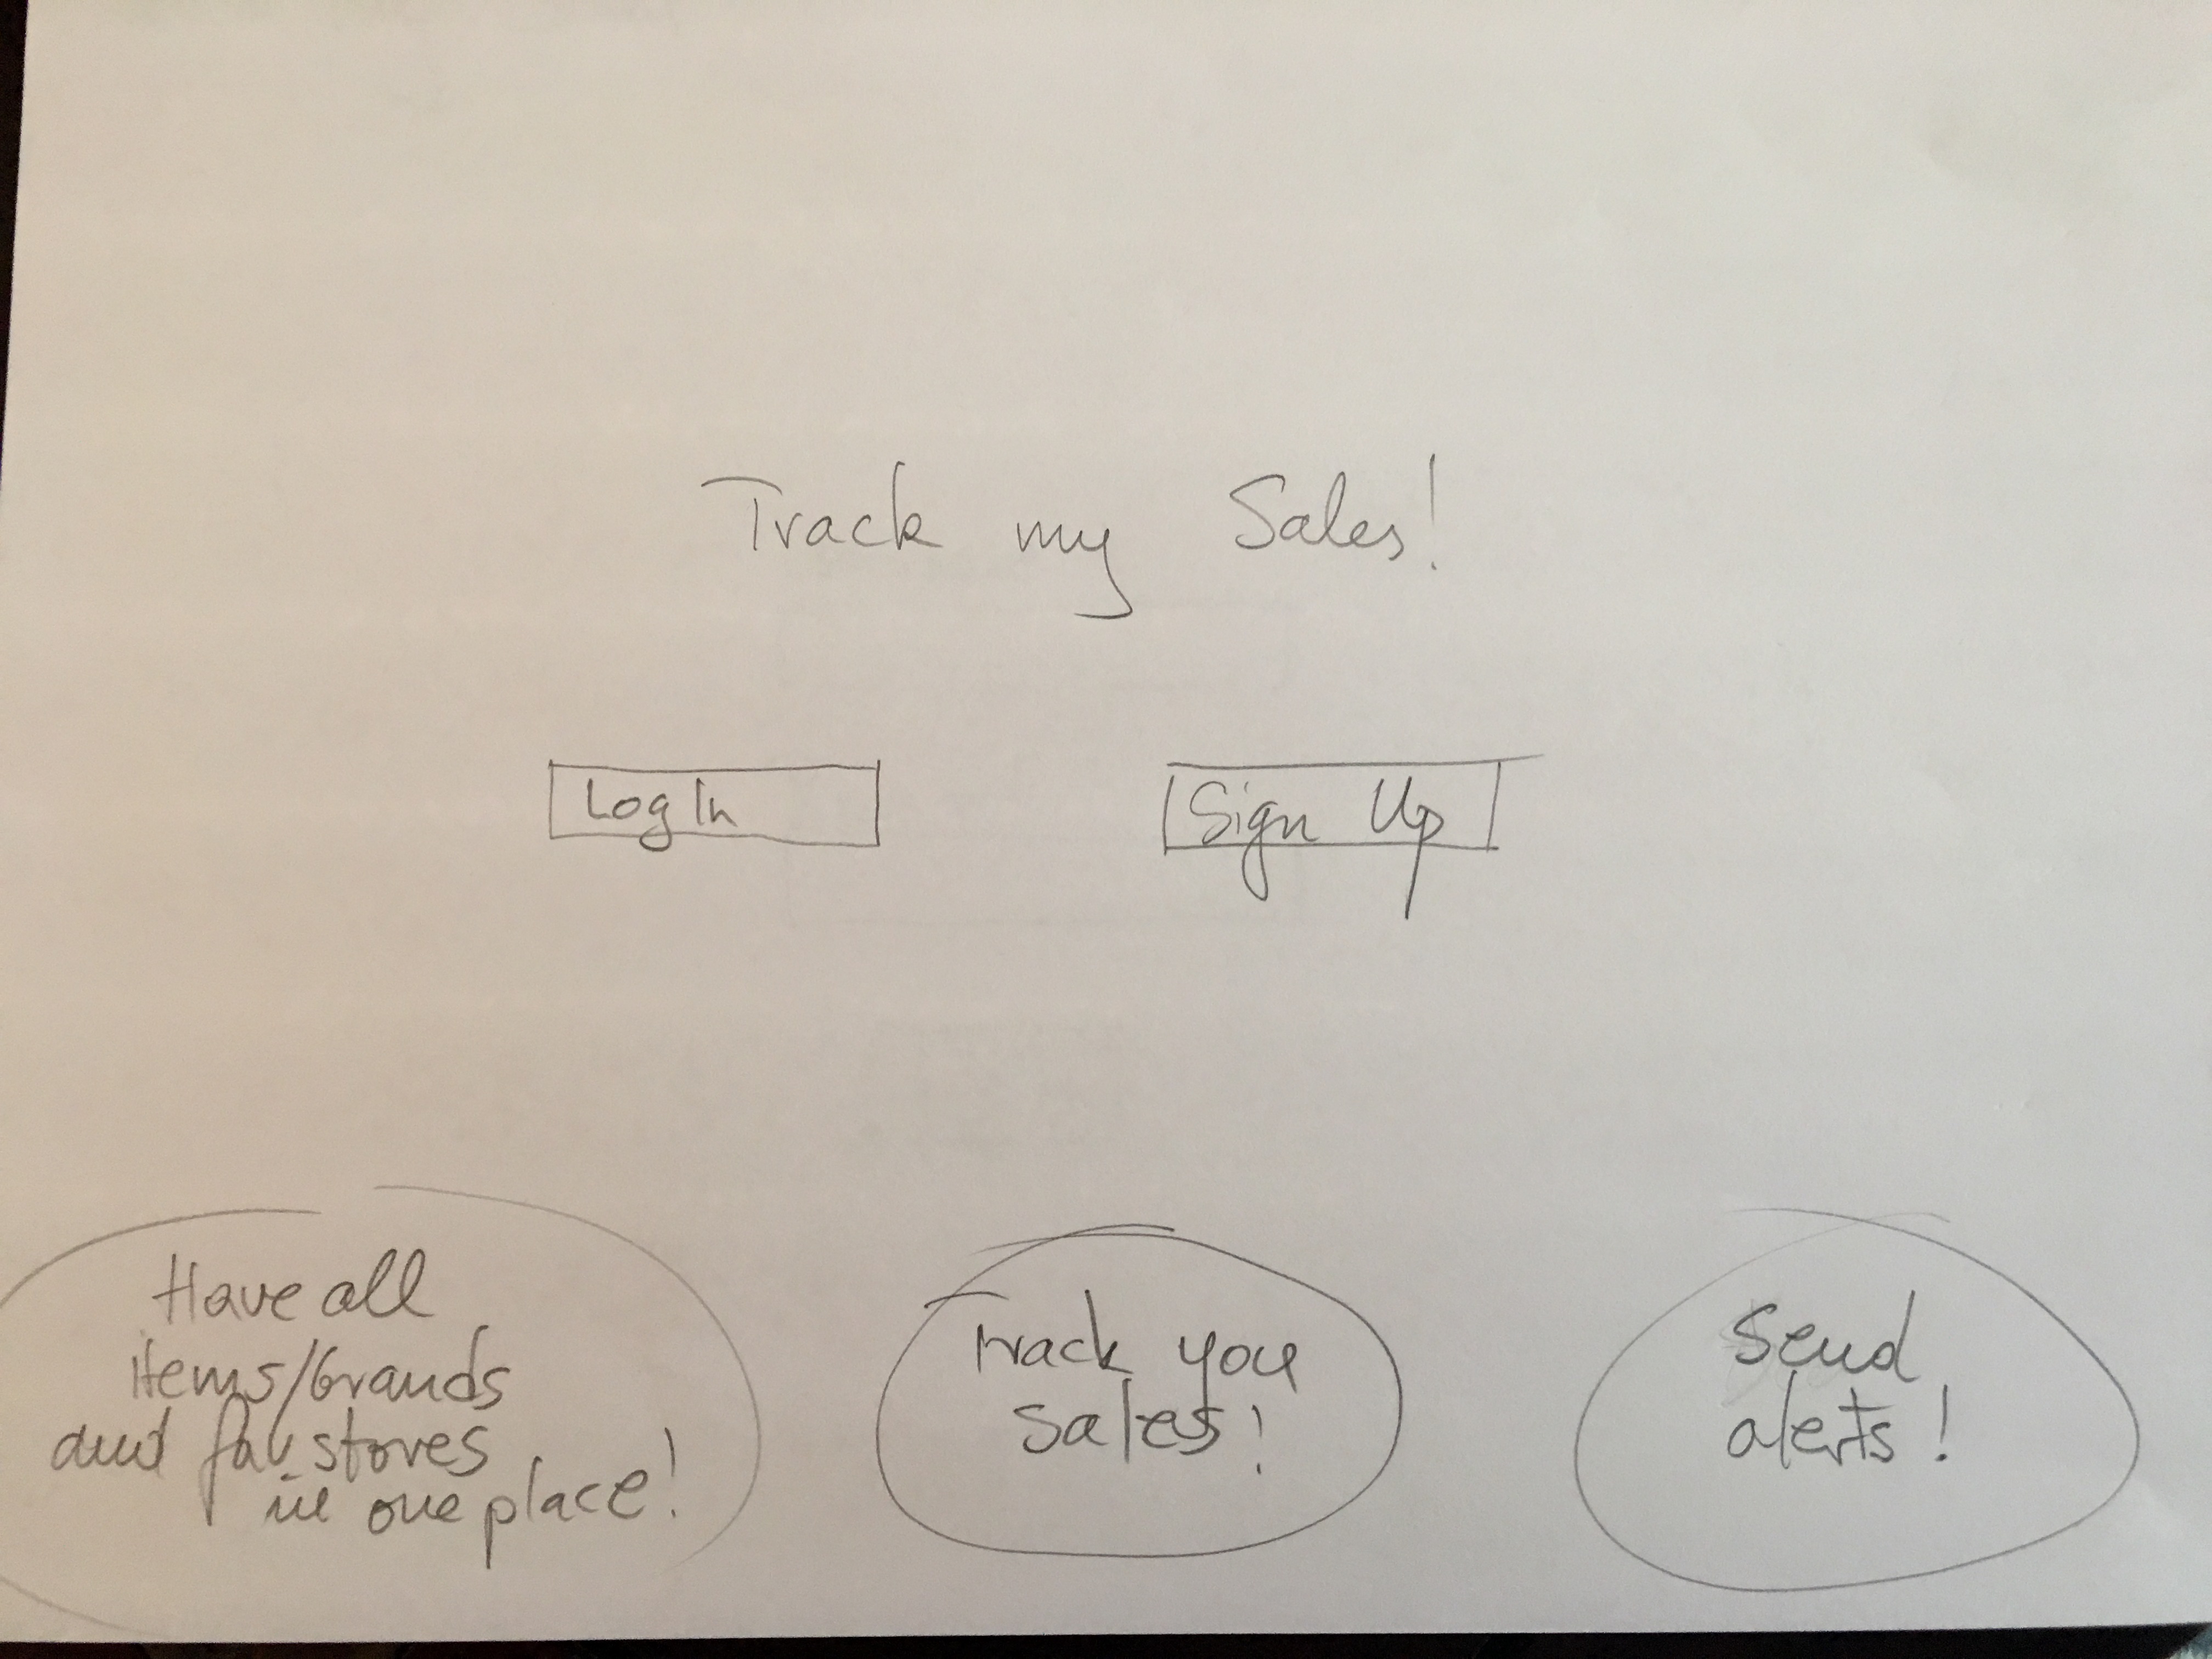 Track my Sales!
Log In
Sign Up
Have all
items/brands
and fav stores
in one place!
Track you
sales!
Send
alerts!